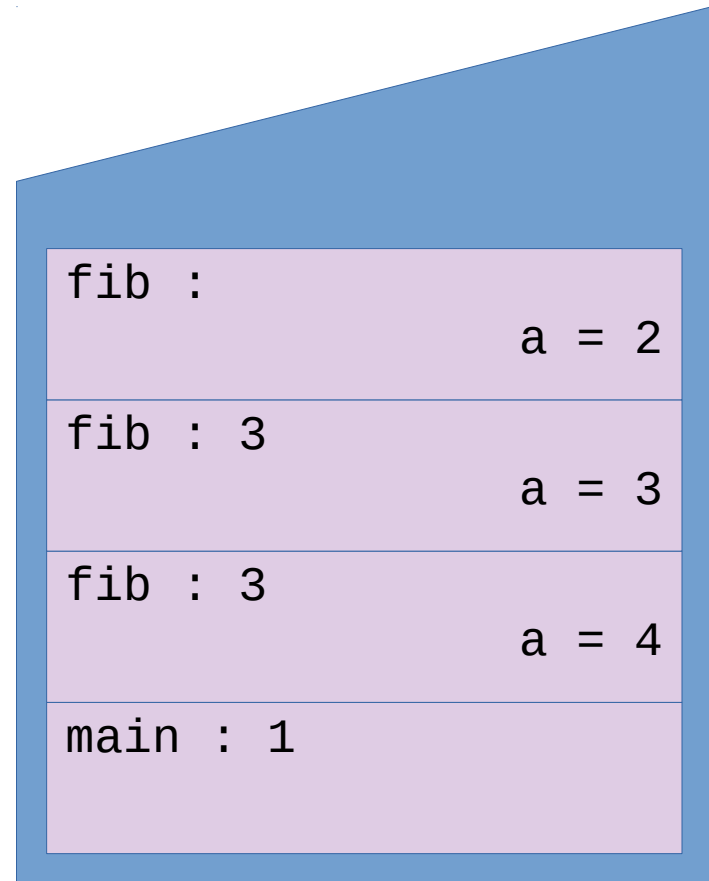 fib :
a = 2
fib : 3
a = 3
fib : 3
a = 4
main : 1